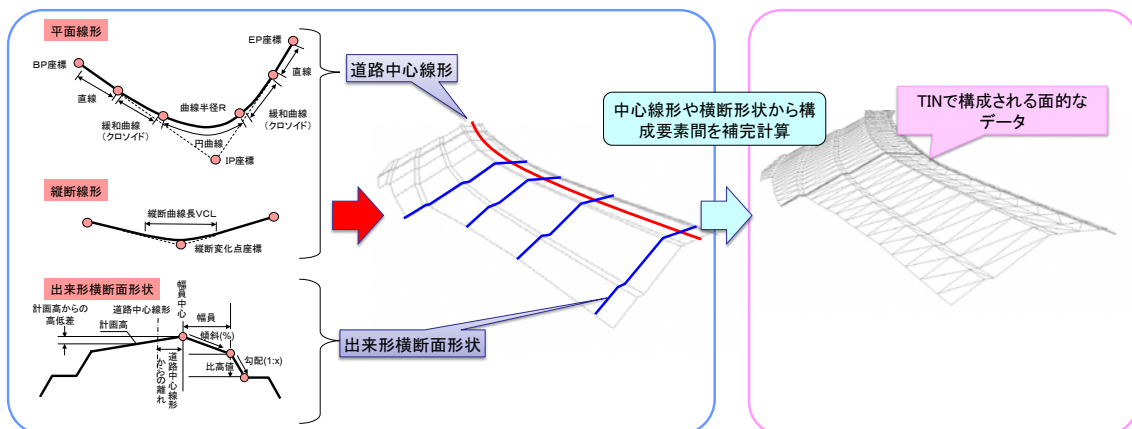 平面線形
BP座標
EP座標
直線
直線
曲線半径R
緩和曲線
(クロソイド)
緩和曲線
(クロソイド)
円曲線
IP座標
縦断線形
縦断曲線長VCL
縦断変化点座標
出来形横断面形状
計画高からの
高低差
道路中心線形
計画高
幅員中心
幅員
傾斜(%)
勾配(1:x)
比高値
道路中心線形
からの離れ
道路中心線形
出来形横断面形状
中心線形や横断形状から構
成要素間を補完計算
TINで構成される面的な
データ